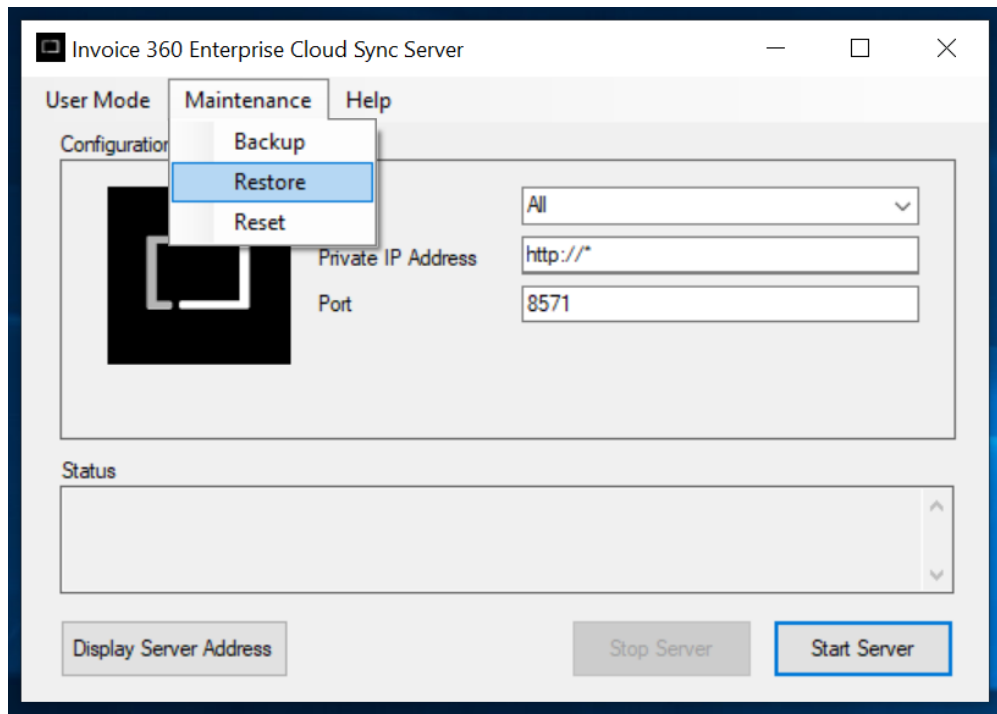 Invoice 360 Enterprise Cloud Sync Server
User Mode Maintenance Help
Backup
Restore
Reset
Configuration
All
Private IP Address http://*
Port 8571
Status
Display Server Address Stop Server Start Server